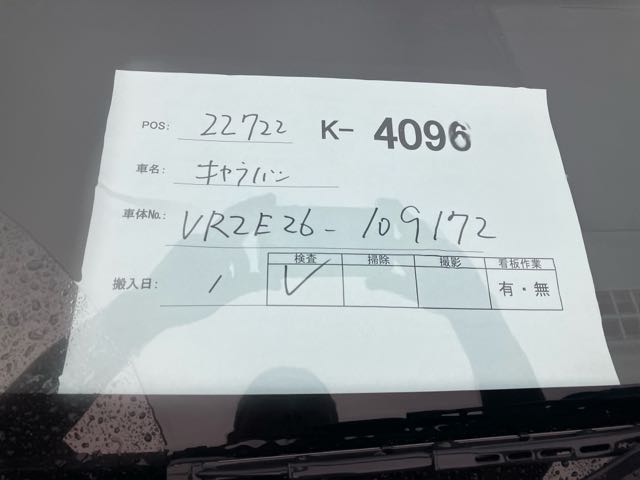 POS: 22722 K- 4096
車名: キャラバン
車体No.: VR2E26-109172
検査 掃除 撮影 看板作業
搬入日: / ✓ 有・無